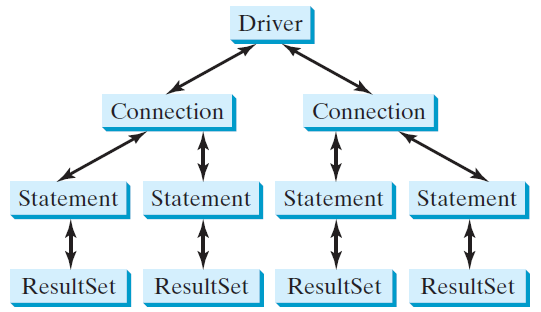 Driver
Connection Connection
Statement Statement Statement Statement
ResultSet ResultSet ResultSet ResultSet